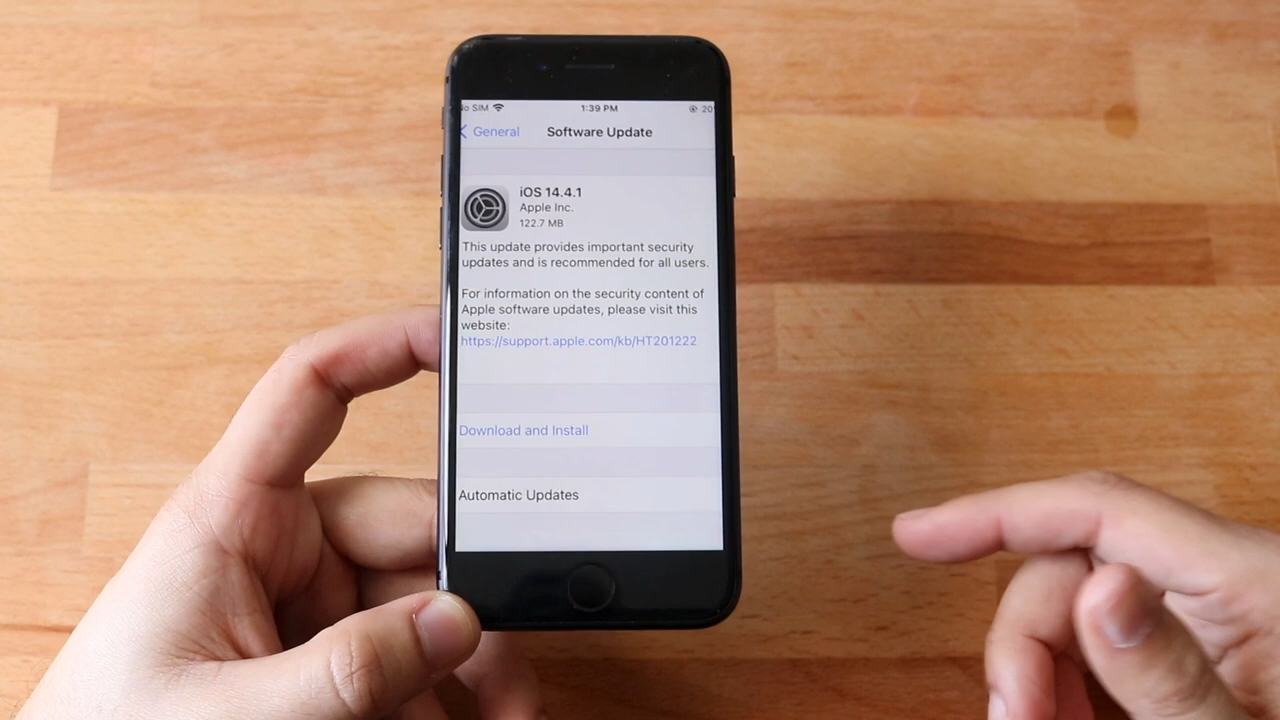 No SIM 1:39 PM 20
General Software Update
iOS 14.4.1
Apple Inc.
122.7 MB
This update provides important security
updates and is recommended for all users.
For information on the security content of
Apple software updates, please visit this
website:
https://support.apple.com/kb/HT201222
Download and Install
Automatic Updates